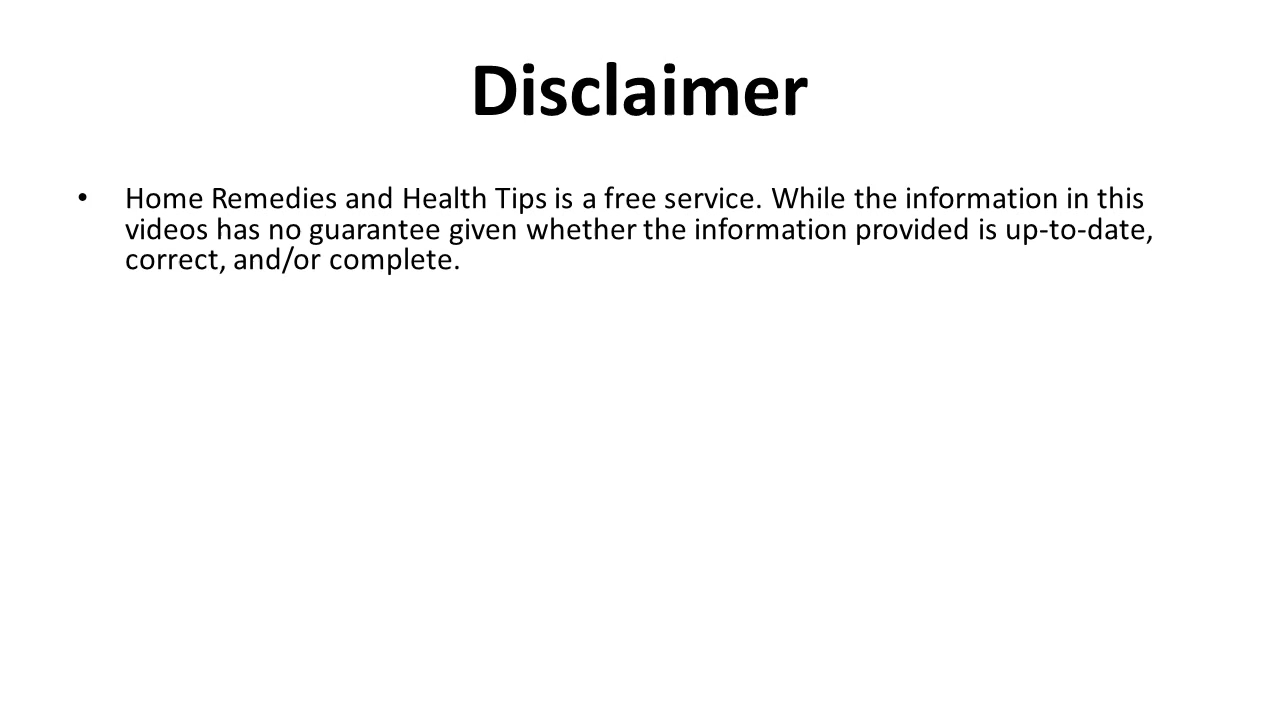 Disclaimer
• Home Remedies and Health Tips is a free service. While the information in this
videos has no guarantee given whether the information provided is up-to-date,
correct, and/or complete.